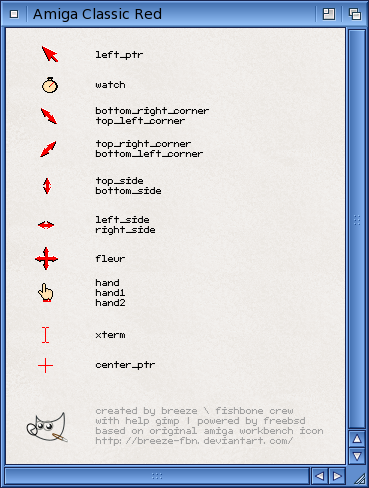 Amiga Classic Red
left_ptr
watch
bottom_right_corner
top_left_corner
top_right_corner
bottom_left_corner
top_side
bottom_side
left_side
right_side
fleur
hand
hand1
hand2
xterm
center_ptr
created by breeze \ fishbone crew
with help gimp | powered by freebsd
based on original amiga workbench icon
http://breeze-fbn.deviantart.com/